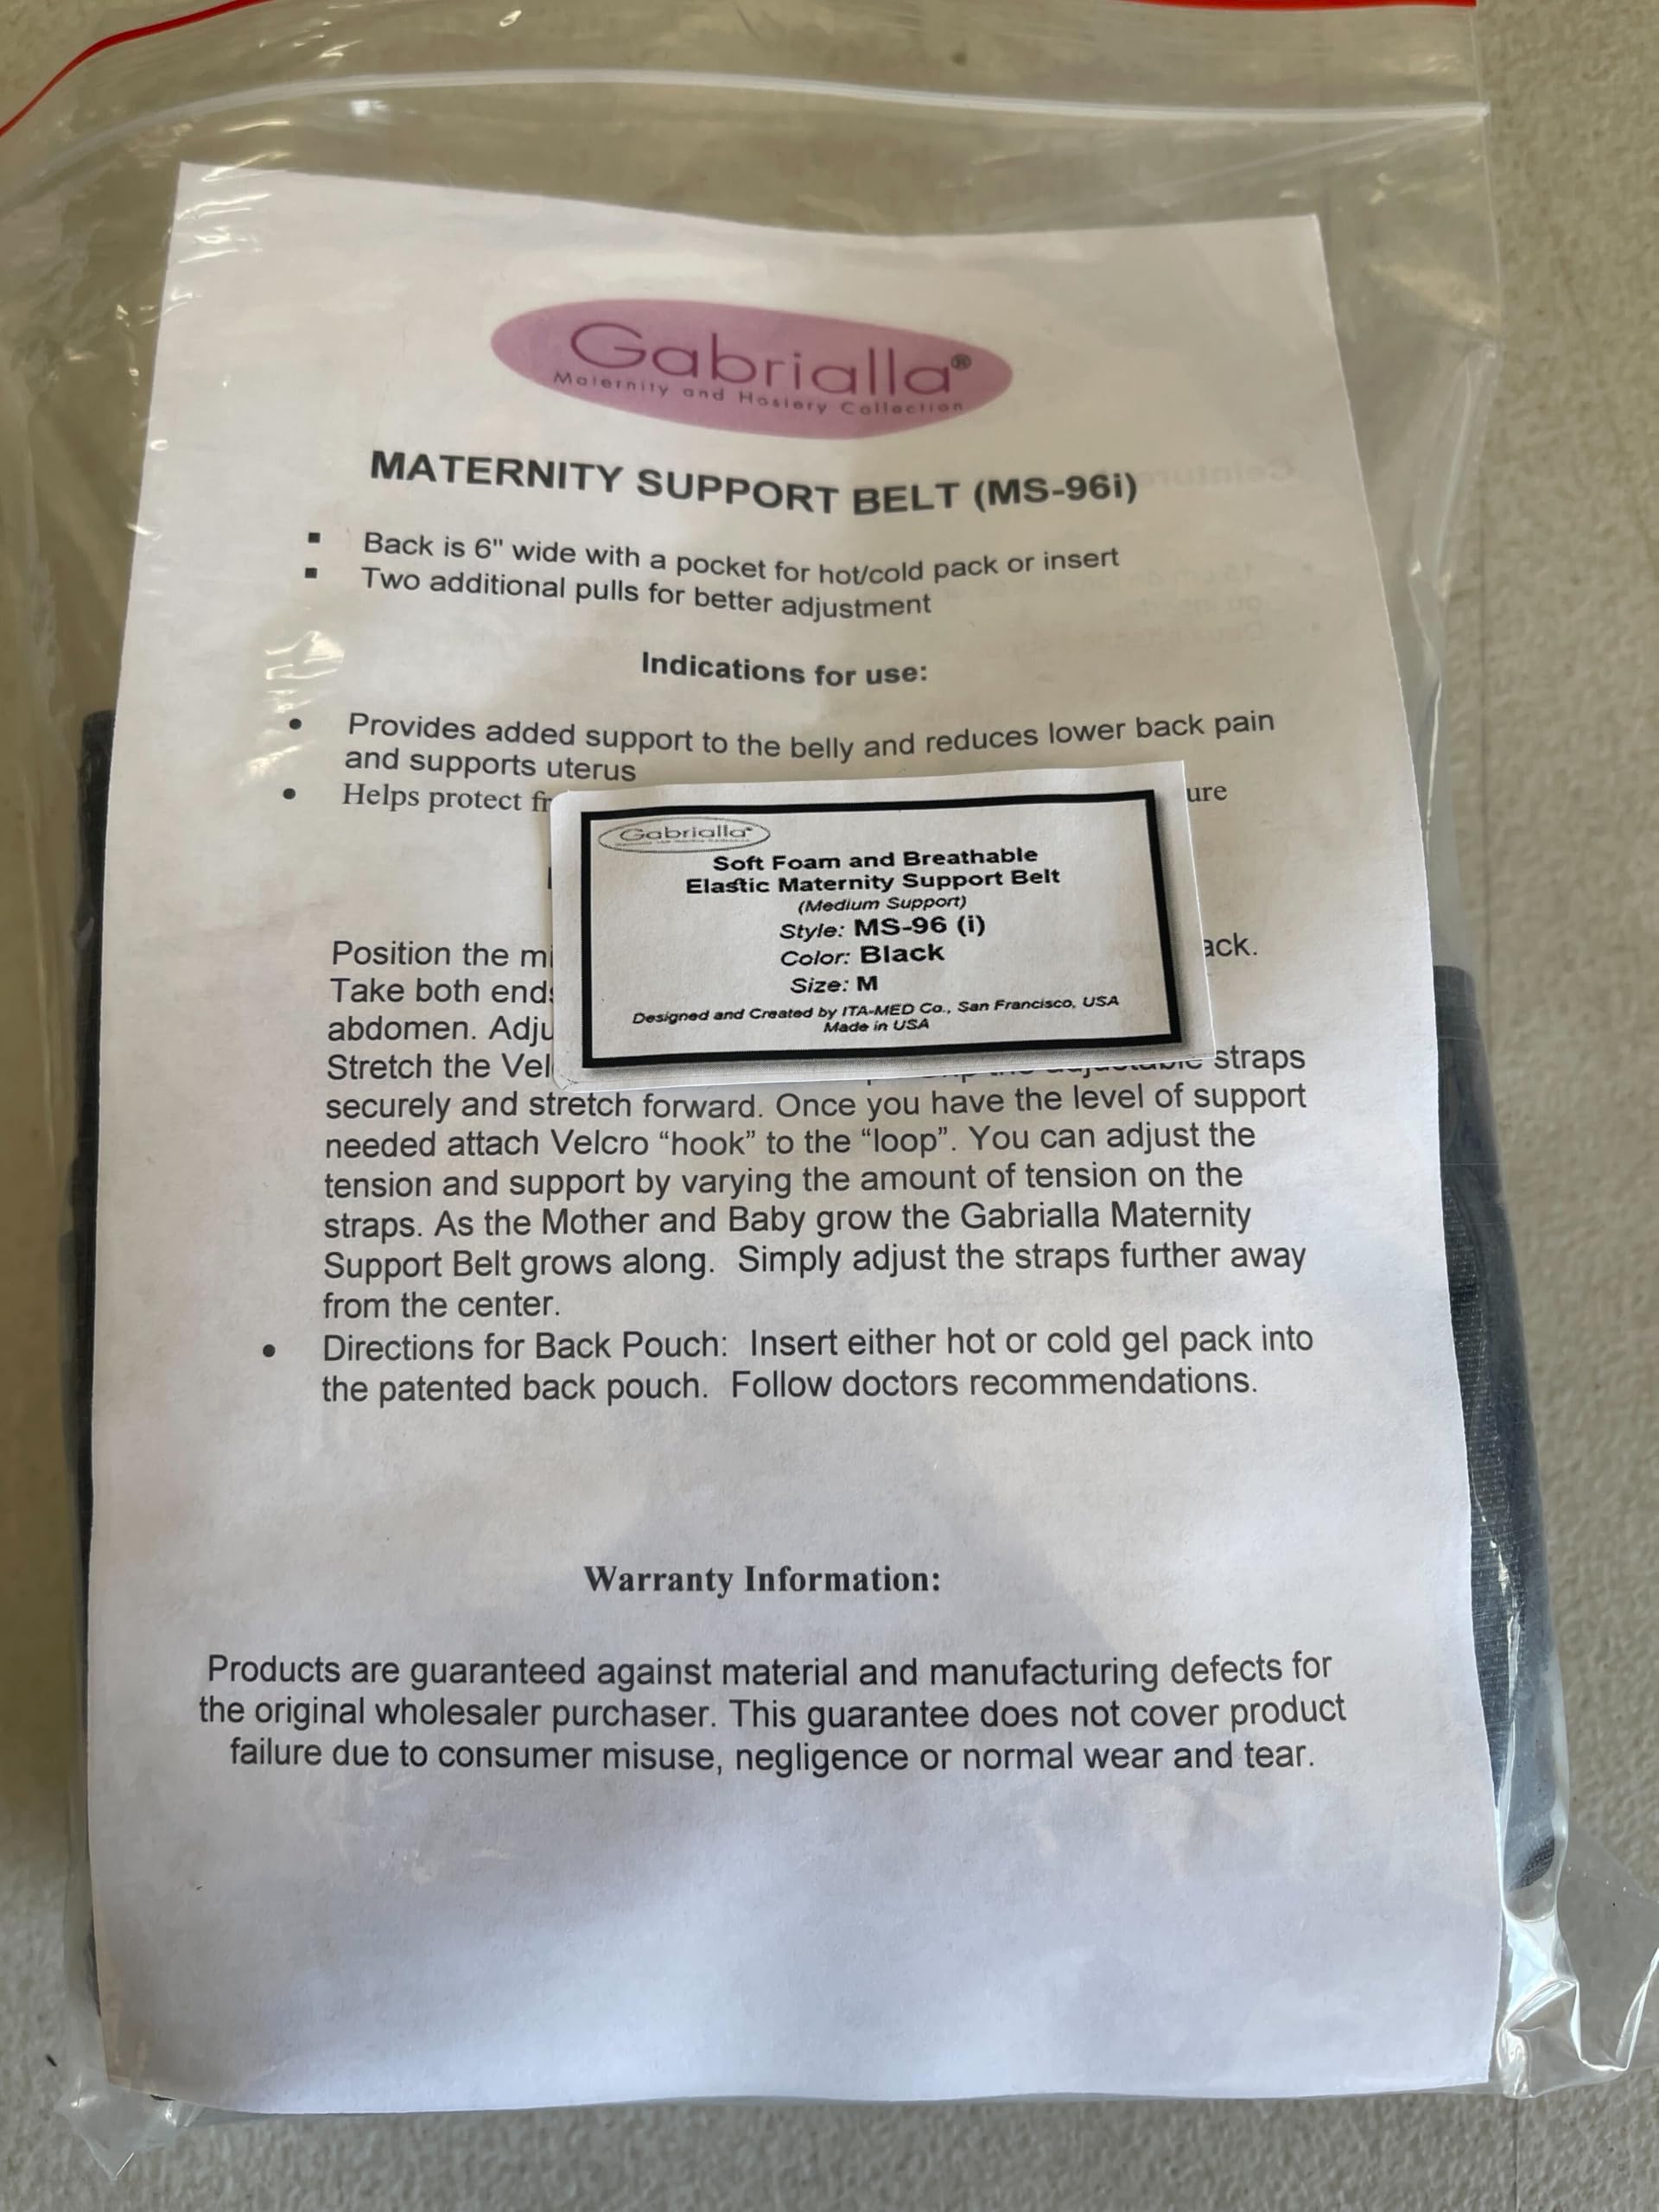 Gabrialla®
Maternity and Hosiery Collection
MATERNITY SUPPORT BELT (MS-96i)
▪ Back is 6" wide with a pocket for hot/cold pack or insert
▪ Two additional pulls for better adjustment
Indications for use:
• Provides added support to the belly and reduces lower back pain
and supports uterus
• Helps protect fr ure
Gabrialla®
Soft Foam and Breathable
Elastic Maternity Support Belt
(Medium Support)
Style: MS-96 (i)
Color: Black
Size: M
Designed and Created by ITA-MED Co., San Francisco, USA
Made in USA
Position the mi ack.
Take both ends
abdomen. Adju
Stretch the Vel straps
securely and stretch forward. Once you have the level of support
needed attach Velcro “hook” to the “loop”. You can adjust the
tension and support by varying the amount of tension on the
straps. As the Mother and Baby grow the Gabrialla Maternity
Support Belt grows along. Simply adjust the straps further away
from the center.
• Directions for Back Pouch: Insert either hot or cold gel pack into
the patented back pouch. Follow doctors recommendations.
Warranty Information:
Products are guaranteed against material and manufacturing defects for
the original wholesaler purchaser. This guarantee does not cover product
failure due to consumer misuse, negligence or normal wear and tear.